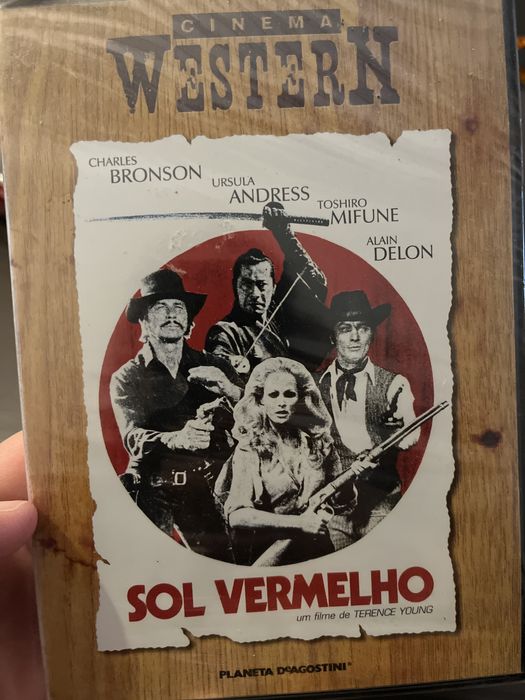 CINEMA
WESTERN
CHARLES
BRONSON
URSULA
ANDRESS
TOSHIRO
MIFUNE
ALAIN
DELON
SOL VERMELHO
um filme de TERENCE YOUNG
PLANETA DEAGOSTINI